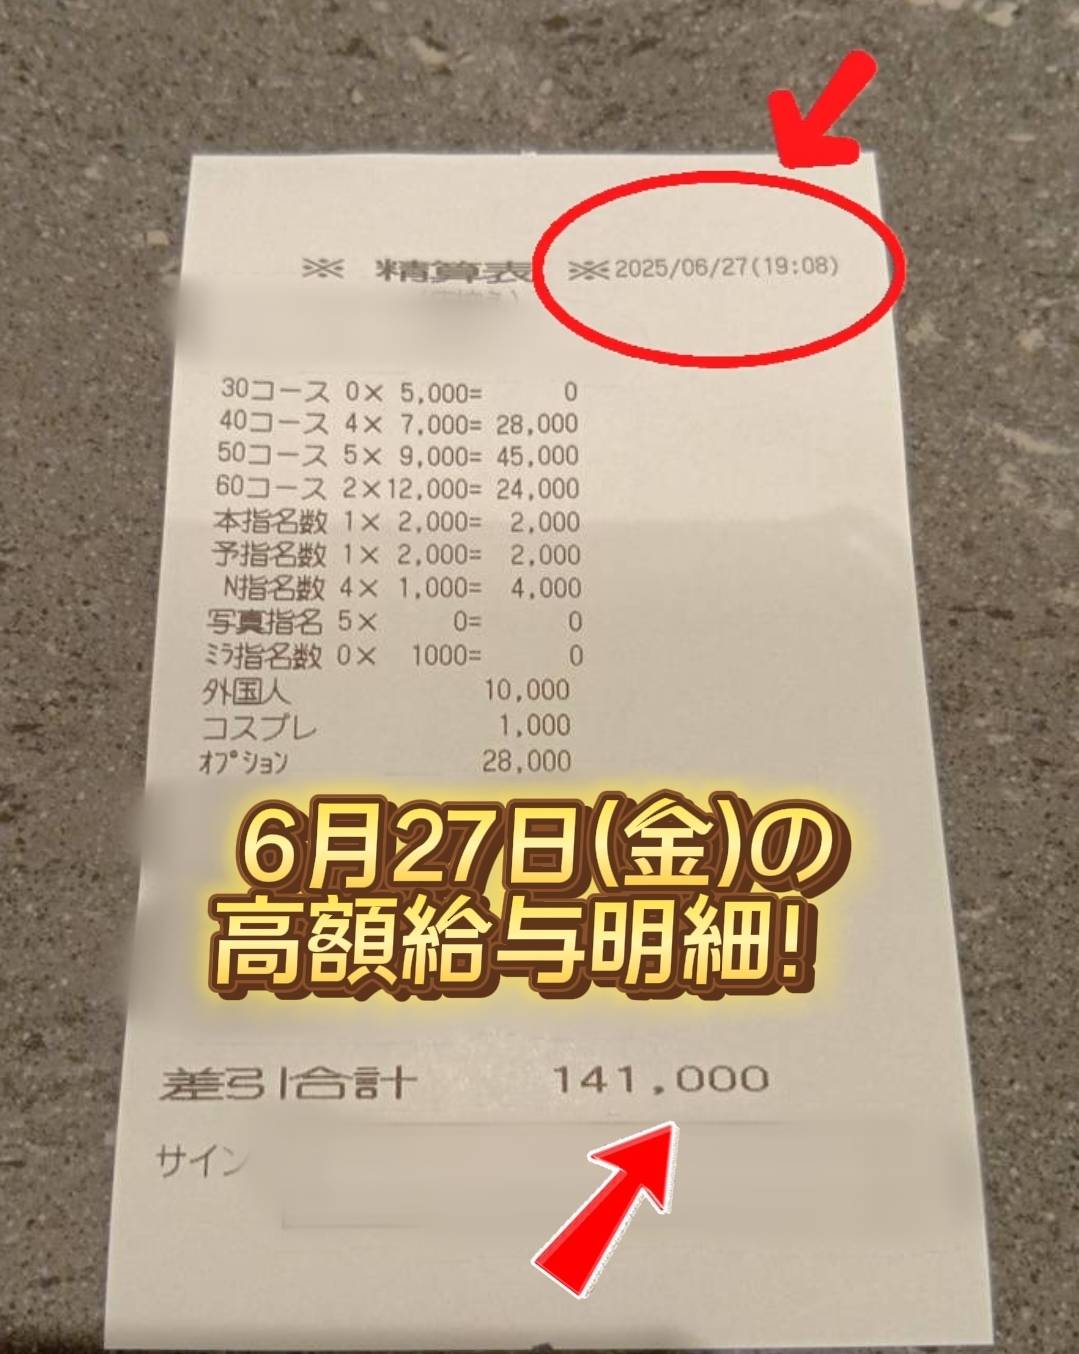 ※ 精算表 ※2025/06/27(19:08)
30コース 0× 5,000= 0
40コース 4× 7,000= 28,000
50コース 5× 9,000= 45,000
60コース 2×12,000= 24,000
本指名数 1× 2,000= 2,000
予指名数 1× 2,000= 2,000
N指名数 4× 1,000= 4,000
写真指名 5× 0= 0
ﾐﾗ指名数 0× 1000= 0
外国人 10,000
コスプレ 1,000
ｵﾌﾟｼｮﾝ 28,000
6月27日(金)の
高額給与明細!
差引合計 141,000
サイン